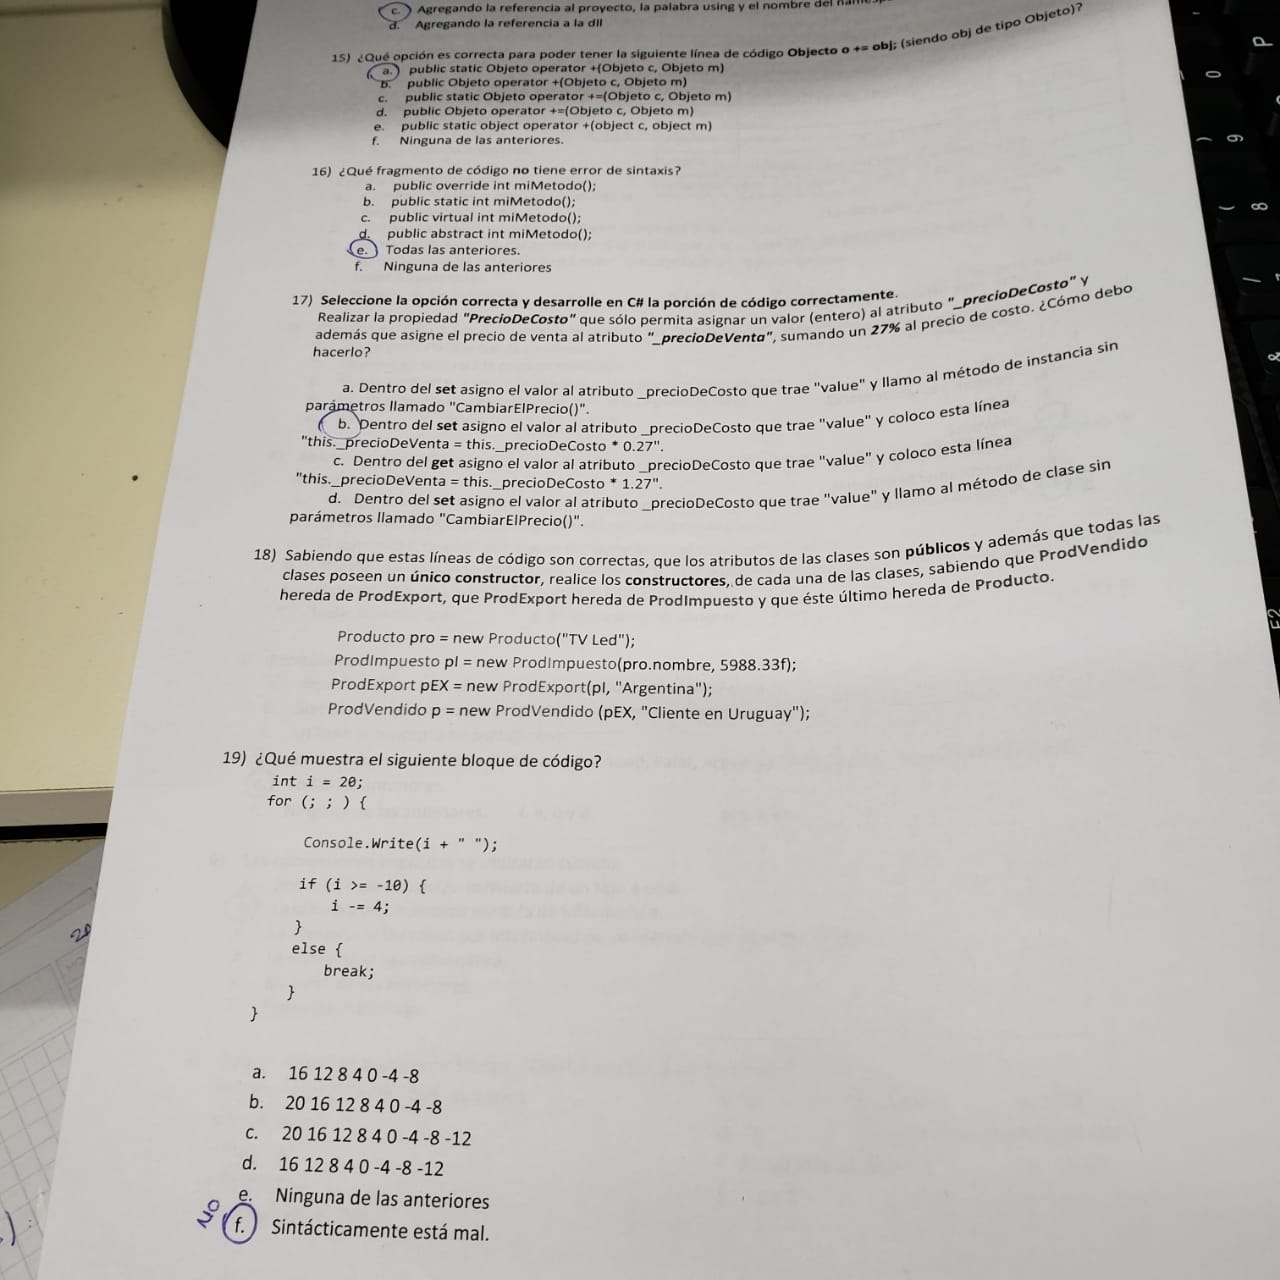 c. Agregando la referencia al proyecto, la palabra using y el nombre del
d. Agregando la referencia a la dll
15) ¿Qué opción es correcta para poder tener la siguiente línea de código Objecto o += obj; (siendo obj de tipo Objeto)?
a. public static Objeto operator +(Objeto c, Objeto m)
b. public Objeto operator +(Objeto c, Objeto m)
c. public static Objeto operator +=(Objeto c, Objeto m)
d. public Objeto operator +=(Objeto c, Objeto m)
e. public static object operator +(object c, object m)
f. Ninguna de las anteriores.
16) ¿Qué fragmento de código no tiene error de sintaxis?
a. public override int miMetodo();
b. public static int miMetodo();
c. public virtual int miMetodo();
d. public abstract int miMetodo();
e. Todas las anteriores.
f. Ninguna de las anteriores
17) Seleccione la opción correcta y desarrolle en C# la porción de código correctamente.
Realizar la propiedad "PrecioDeCosto" que sólo permita asignar un valor (entero) al atributo "_precioDeCosto" y
además que asigne el precio de venta al atributo "_precioDeVenta", sumando un 27% al precio de costo. ¿Cómo debo
hacerlo?
a. Dentro del set asigno el valor al atributo _precioDeCosto que trae "value" y llamo al método de instancia sin
parámetros llamado "CambiarElPrecio()".
b. Dentro del set asigno el valor al atributo _precioDeCosto que trae "value" y coloco esta línea
"this._precioDeVenta = this._precioDeCosto * 0.27".
c. Dentro del get asigno el valor al atributo _precioDeCosto que trae "value" y coloco esta línea
"this._precioDeVenta = this._precioDeCosto * 1.27".
d. Dentro del set asigno el valor al atributo _precioDeCosto que trae "value" y llamo al método de clase sin
parámetros llamado "CambiarElPrecio()".
18) Sabiendo que estas líneas de código son correctas, que los atributos de las clases son públicos y además que todas las
clases poseen un único constructor, realice los constructores, de cada una de las clases, sabiendo que ProdVendido
hereda de ProdExport, que ProdExport hereda de ProdImpuesto y que éste último hereda de Producto.
Producto pro = new Producto("TV Led");
ProdImpuesto pI = new ProdImpuesto(pro.nombre, 5988.33f);
ProdExport pEX = new ProdExport(pI, "Argentina");
ProdVendido p = new ProdVendido (pEX, "Cliente en Uruguay");
19) ¿Qué muestra el siguiente bloque de código?
int i = 20;
for (; ; ) {
Console.Write(i + " ");
if (i >= -10) {
i -= 4;
}
else {
break;
}
}
a. 16 12 8 4 0 -4 -8
b. 20 16 12 8 4 0 -4 -8
c. 20 16 12 8 4 0 -4 -8 -12
d. 16 12 8 4 0 -4 -8 -12
e. Ninguna de las anteriores
NO f. Sintácticamente está mal.